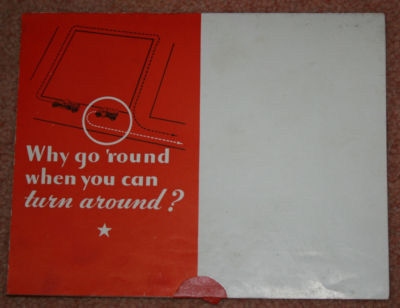 Why go 'round
when you can
turn around?